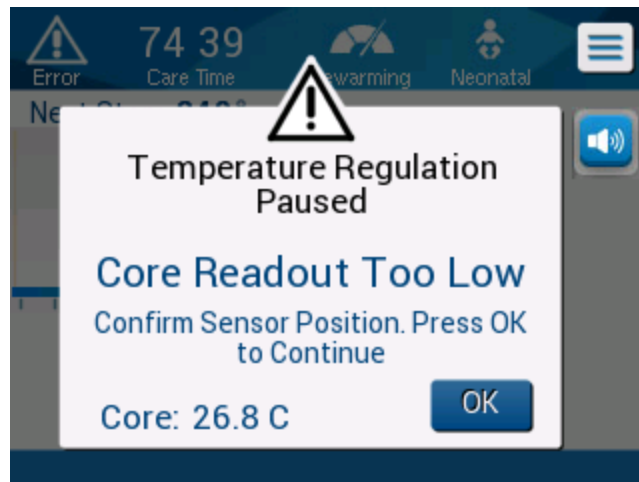 74 39
Error
Care Time
Neonatal
Temperature Regulation
Paused
Core Readout Too Low
Confirm Sensor Position. Press OK
to Continue
Core: 26.8 C
OK